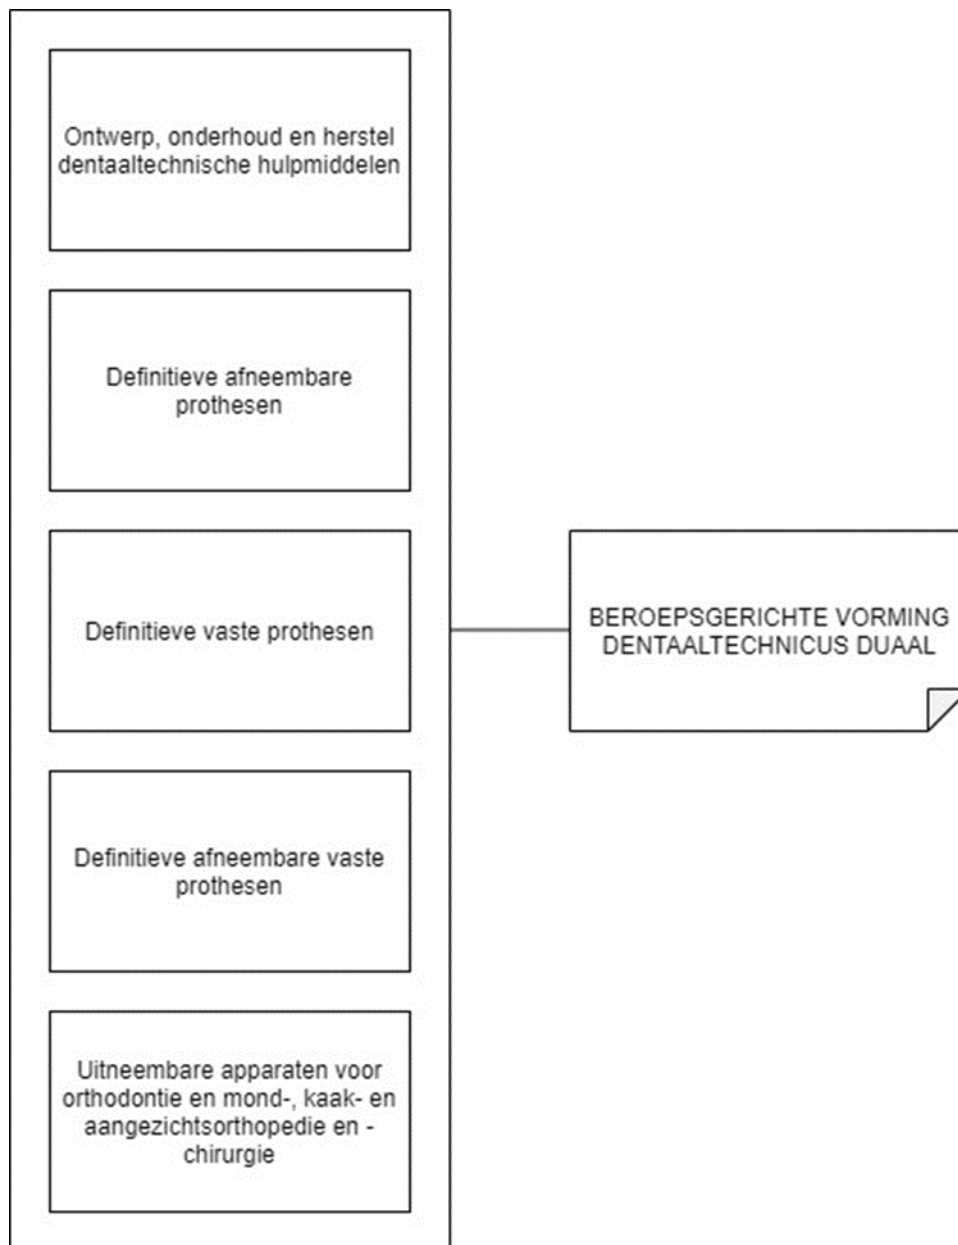 Ontwerp, onderhoud en herstel
dentaaltechnische hulpmiddelen
Definitieve afneembare
prothesen
Definitieve vaste prothesen
Definitieve afneembare vaste
prothesen
Uitneembare apparaten voor
orthodontie en mond-, kaak- en
aangezichtsorthopedie en -
chirurgie
BEROEPSGERICHTE VORMING
DENTAALTECHNICUS DUAAL